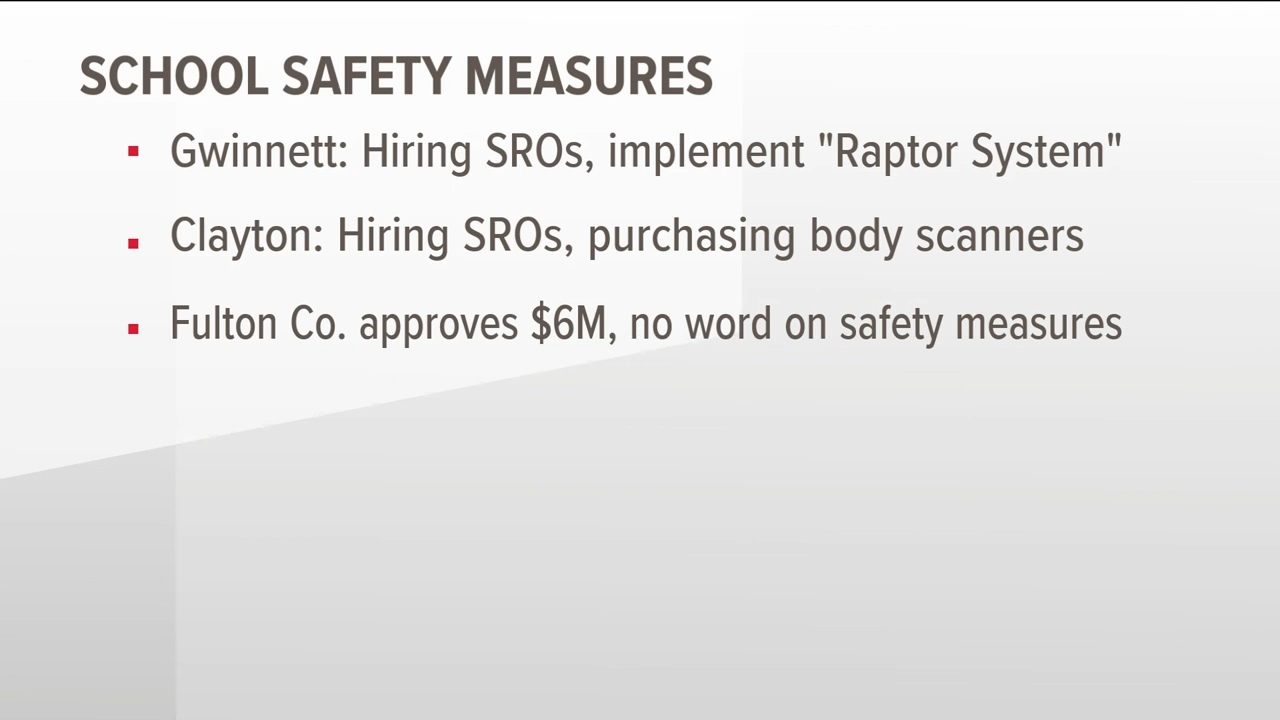 SCHOOL SAFETY MEASURES
Gwinnett: Hiring SROs, implement "Raptor System"
Clayton: Hiring SROs, purchasing body scanners
Fulton Co. approves $6M, no word on safety measures